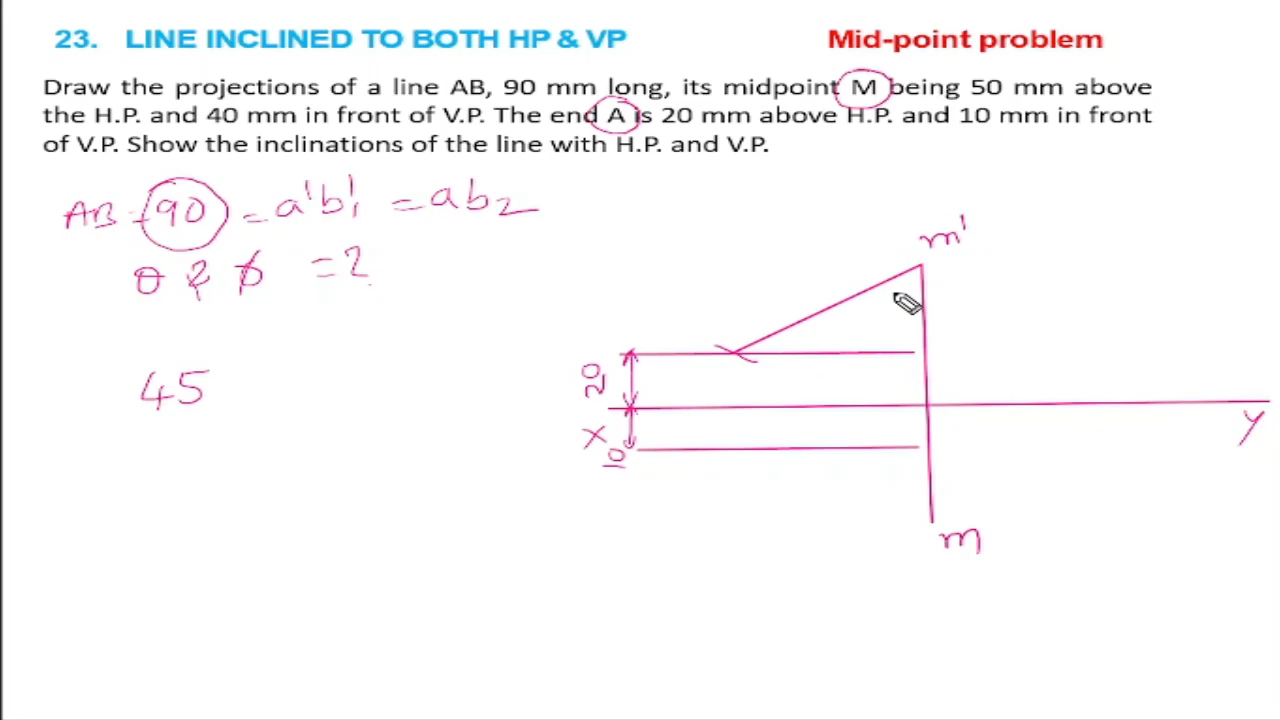 23. LINE INCLINED TO BOTH HP & VP
Mid-point problem
Draw the projections of a line AB, 90 mm long, its midpoint M being 50 mm above
the H.P. and 40 mm in front of V.P. The end A is 20 mm above H.P. and 10 mm in front
of V.P. Show the inclinations of the line with H.P. and V.P.
AB = 90 = a'b'₁ = ab₂
θ & ϕ = ?
45
m'
20
X
10
y
m